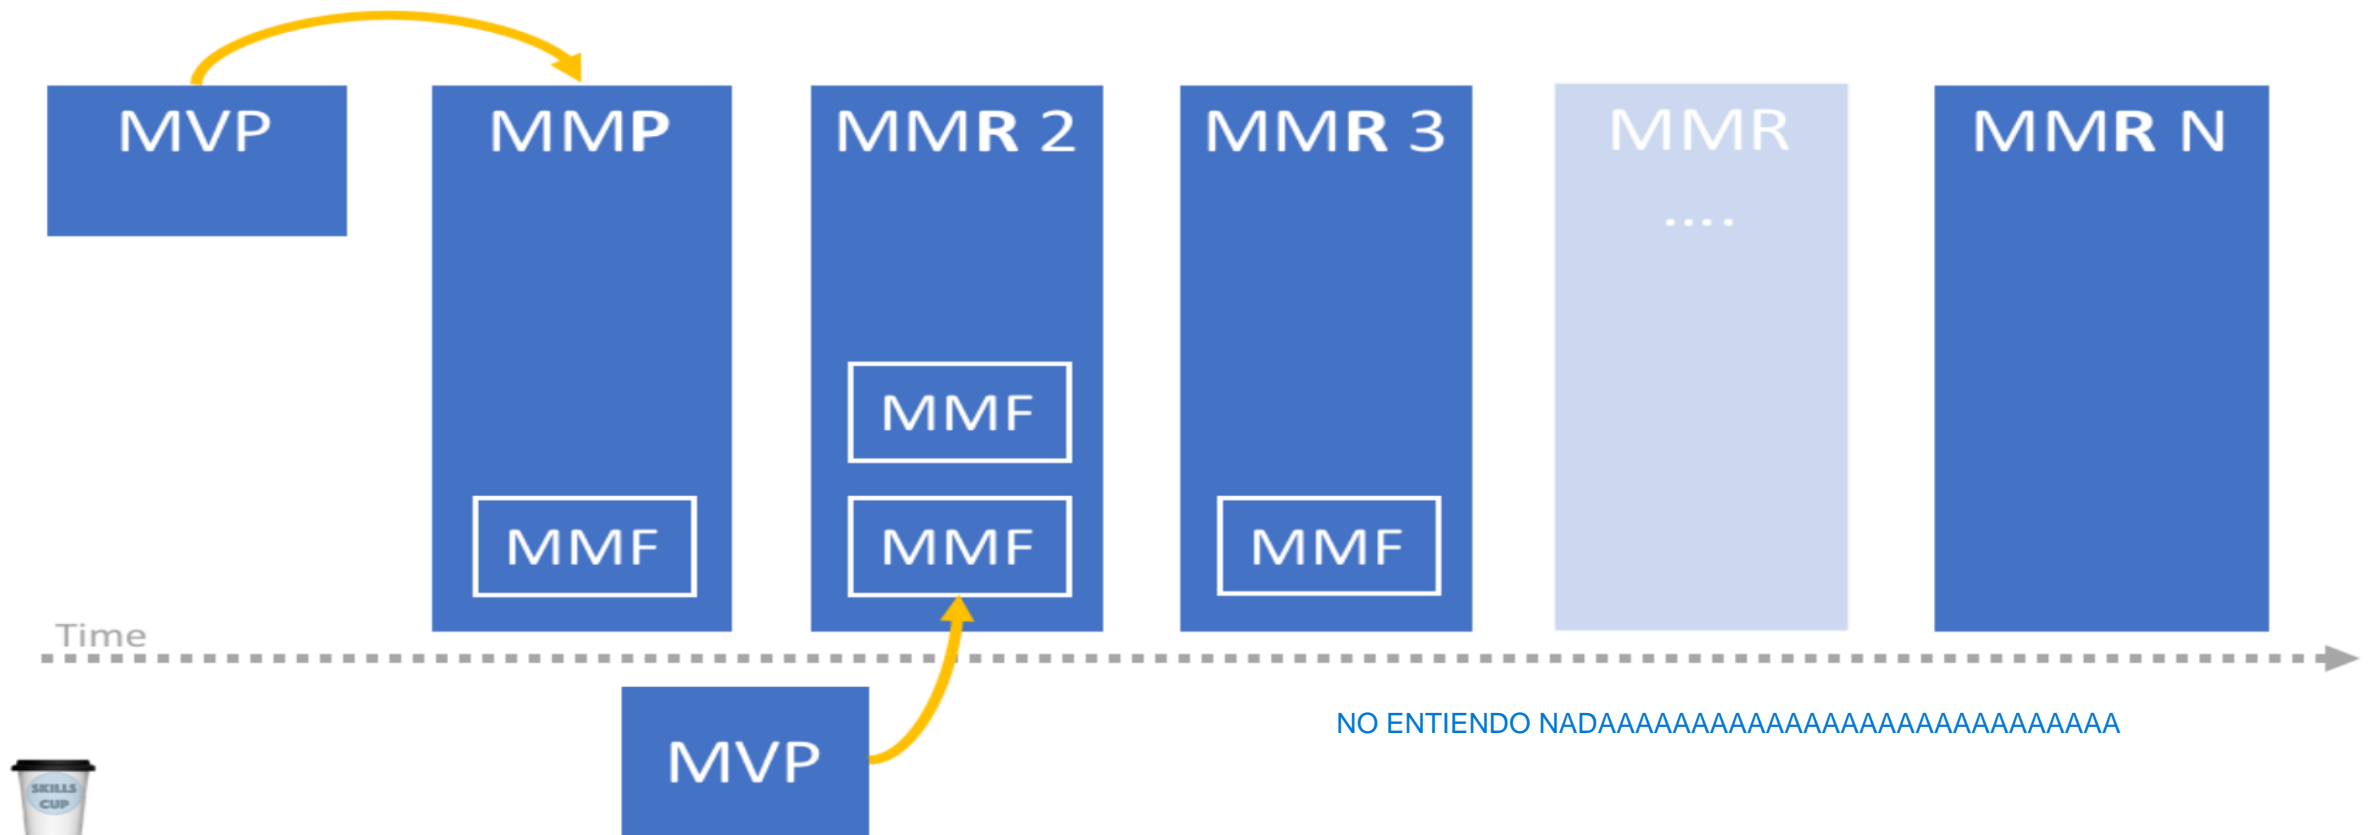 MVP
MMP
MMR 2
MMR 3
MMR
....
MMR N
MMF
MMF
MMF
MMF
Time
MVP
NO ENTIENDO NADAAAAAAAAAAAAAAAAAAAAAAAAAAAAA
SKILLS
CUP